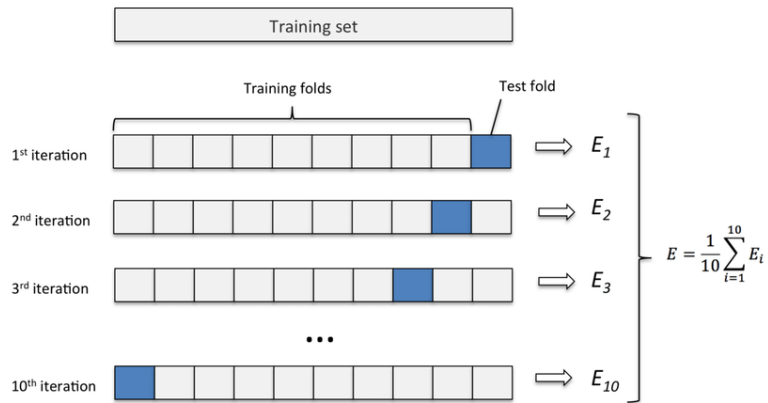 Training set
Training folds
Test fold
1st iteration
E1
2nd iteration
E2
3rd iteration
E3
E = 1/10 10∑i=1 Ei
...
10th iteration
E10